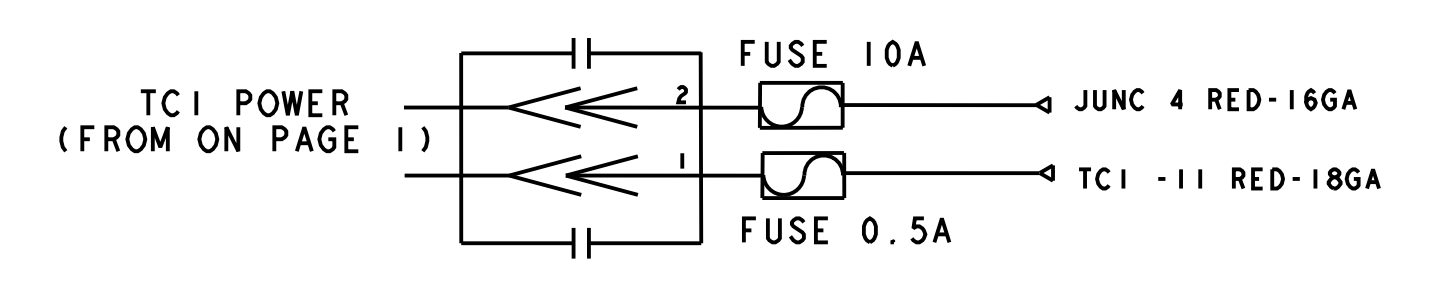 FUSE 10A
2
JUNC 4 RED-16GA
TC1 POWER
(FROM ON PAGE 1)
1
TC1 -11 RED-18GA
FUSE 0.5A